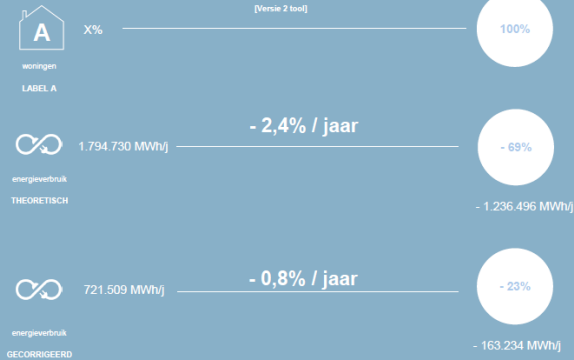 [Versie 2 tool]
A
X%
100%
woningen
LABEL A
- 2,4% / jaar
1.794.730 MWh/j
- 69%
energieverbruik
THEORETISCH
- 1.236.496 MWh/j
- 0,8% / jaar
721.509 MWh/j
- 23%
energieverbruik
- 163.234 MWh/j
GECORRIGEERD